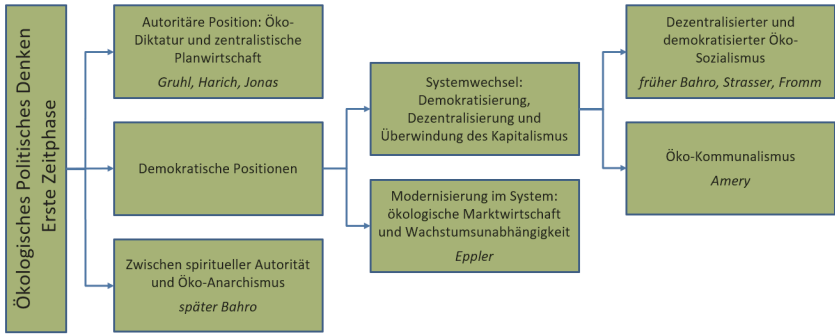 Ökologisches Politisches Denken
Erste Zeitphase
Autoritäre Position: Öko-
Diktatur und zentralistische
Planwirtschaft
Gruhl, Harich, Jonas
Demokratische Positionen
Zwischen spiritueller Autorität
und Öko-Anarchismus
später Bahro
Systemwechsel:
Demokratisierung,
Dezentralisierung und
Überwindung des Kapitalismus
Modernisierung im System:
ökologische Marktwirtschaft
und Wachstumsunabhängigkeit
Eppler
Dezentralisierter und
demokratisierter Öko-
Sozialismus
früher Bahro, Strasser, Fromm
Öko-Kommunalismus
Amery